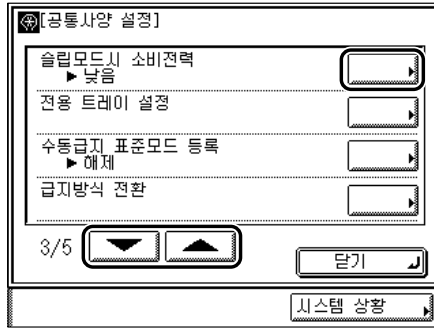 [공통사양 설정]
슬립모드시 소비전력
▶ 낮음
전용 트레이 설정
수동급지 표준모드 등록
▶ 해제
급지방식 전환
3/5
닫기
시스템 상황